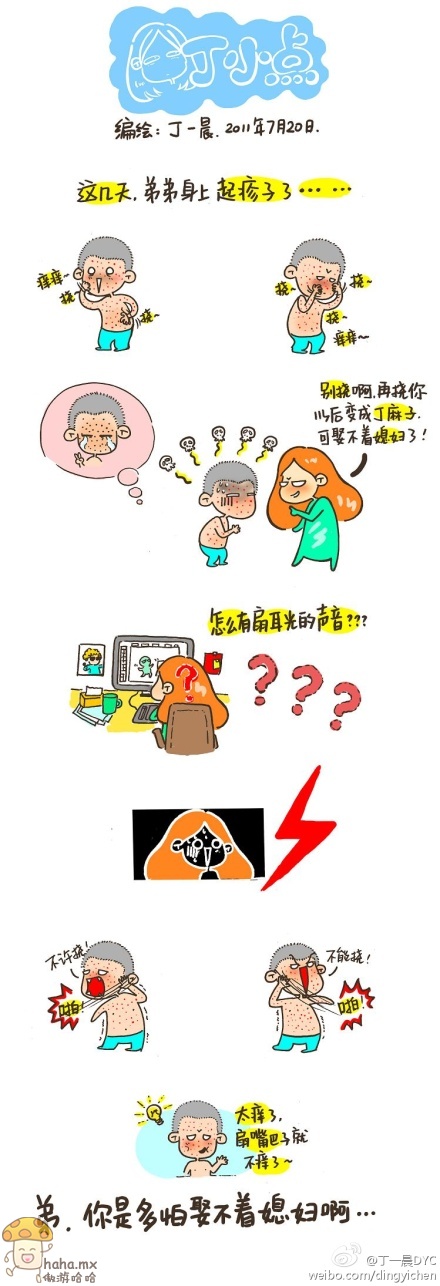 丁小点
编绘：丁一晨. 2011年7月20日.
这几天，弟弟身上起疹子了……
痒痒~
挠~
挠~
挠~
挠~
挠~
痒痒~
别挠啊，再挠你
以后变成丁麻子.
可娶不着媳妇了！
怎么有扇耳光的声音???
?
???
不许挠！
啪！
不能挠！
啪！
太痒了，
扇嘴巴子就
不痒了~
弟，你是多怕娶不着媳妇啊…
haha.mx
傲游哈哈
@丁一晨DYC
weibo.com/dingyichen